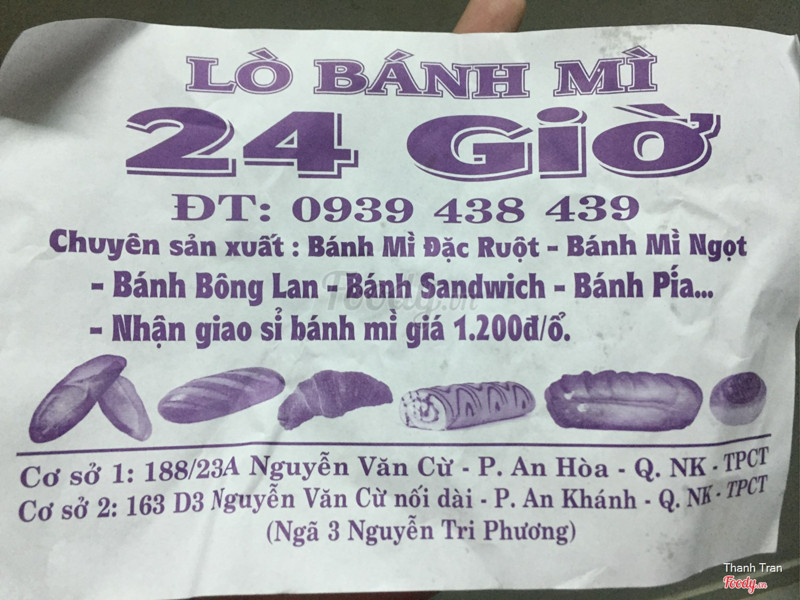 LÒ BÁNH MÌ
24 GIỜ
ĐT: 0939 438 439
Chuyên sản xuất : Bánh Mì Đặc Ruột - Bánh Mì Ngọt
- Bánh Bông Lan - Bánh Sandwich - Bánh Pía...
- Nhận giao sỉ bánh mì giá 1.200đ/ổ.
Foody.vn
Cơ sở 1: 188/23A Nguyễn Văn Cừ - P. An Hòa - Q. NK - TPCT
Cơ sở 2: 163 D3 Nguyễn Văn Cừ nối dài - P. An Khánh - Q. NK - TPCT
(Ngã 3 Nguyễn Tri Phương)
Thanh Tran
Foody.vn